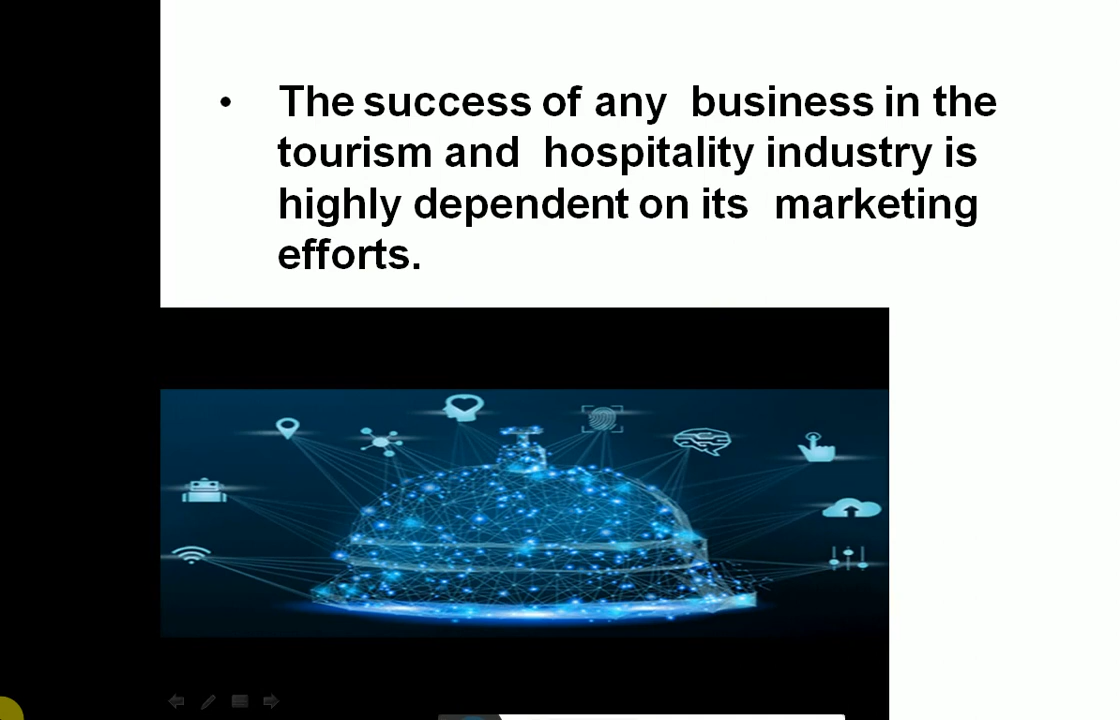 • The success of any business in the
tourism and hospitality industry is
highly dependent on its marketing
efforts.